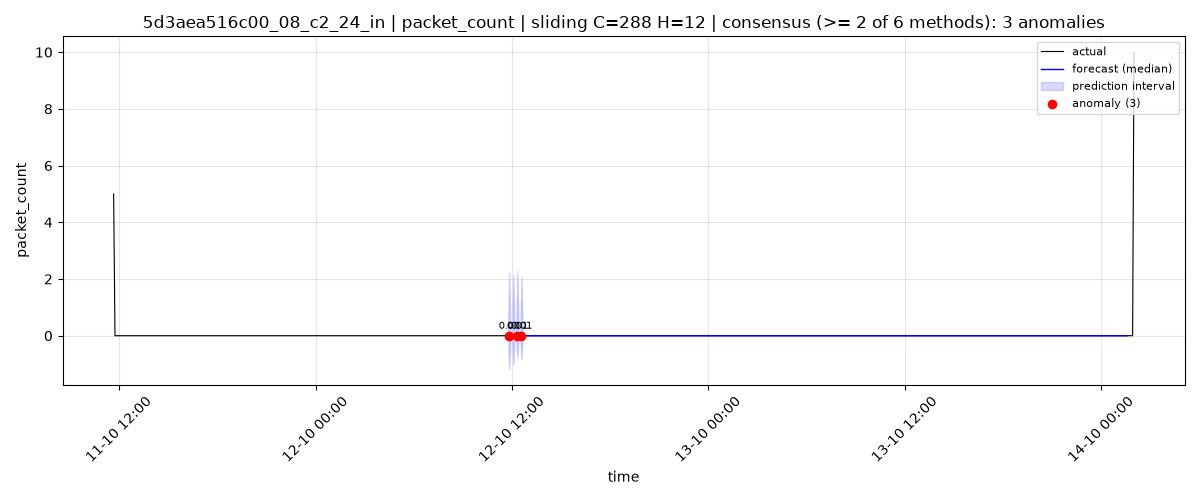 5d3aea516c00_08_c2_24_in | packet_count | sliding C=288 H=12 | consensus (>= 2 of 6 methods): 3 anomalies
10
8
6
4
2
0
packet_count
actual
forecast (median)
prediction interval
anomaly (3)
11-10 12:00
12-10 00:00
12-10 12:00
13-10 00:00
13-10 12:00
14-10 00:00
time